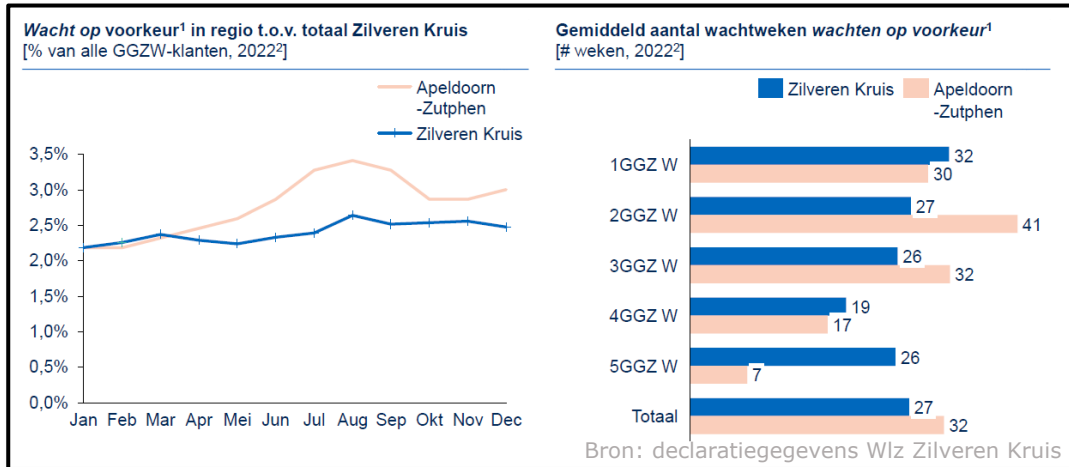 Wacht op voorkeur¹ in regio t.o.v. totaal Zilveren Kruis
[% van alle GGZW-klanten, 2022²]
Apeldoorn
-Zutphen
Zilveren Kruis
3,5%
3,0%
2,5%
2,0%
1,5%
1,0%
0,5%
0,0%
Jan Feb Mar Apr Mei Jun Jul Aug Sep Okt Nov Dec
Gemiddeld aantal wachtweken wachten op voorkeur¹
[# weken, 2022²]
Zilveren Kruis Apeldoorn
-Zutphen
1GGZ W 32
30
2GGZ W 27
41
3GGZ W 26
32
4GGZ W 19
17
5GGZ W 26
7
Totaal 27
32
Bron: declaratiegegevens Wlz Zilveren Kruis